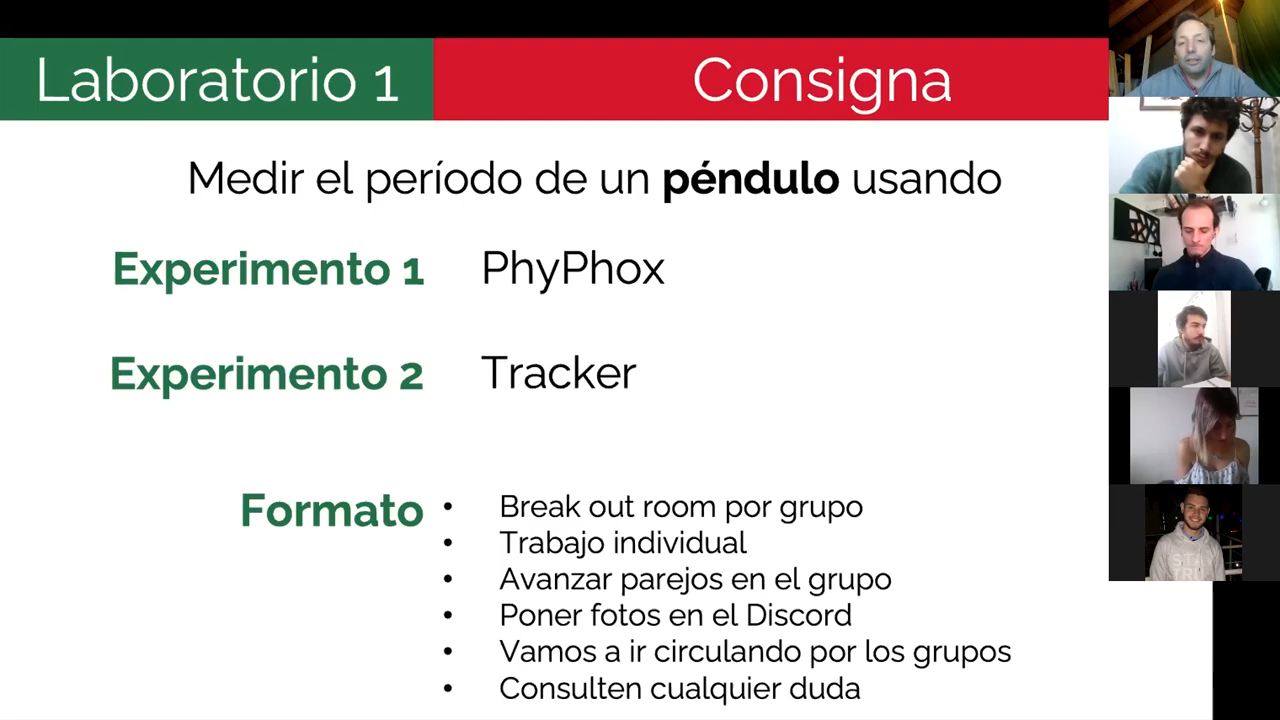 Laboratorio 1
Consigna
Medir el período de un péndulo usando
Experimento 1 PhyPhox
Experimento 2 Tracker
Formato • Break out room por grupo
• Trabajo individual
• Avanzar parejos en el grupo
• Poner fotos en el Discord
• Vamos a ir circulando por los grupos
• Consulten cualquier duda